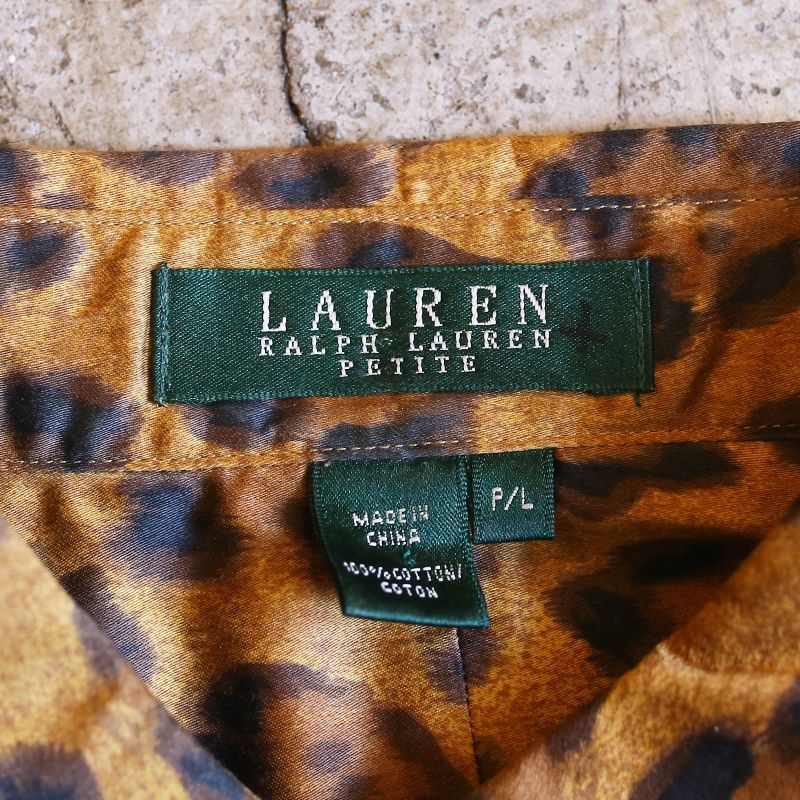 LAUREN
RALPH LAUREN
PETITE
MADE IN
CHINA
100% COTTON/
COTON
P/L